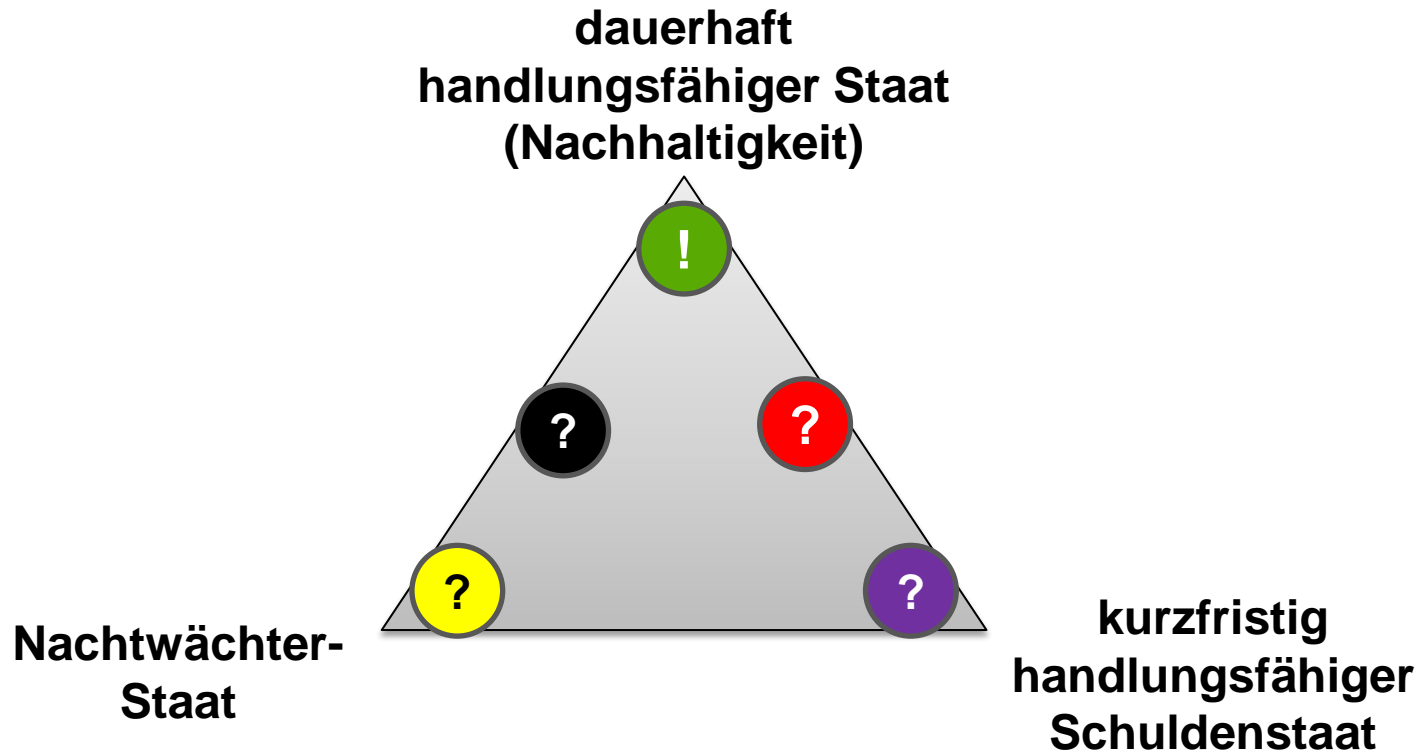 dauerhaft
handlungsfähiger Staat
(Nachhaltigkeit)
!
?
?
?
?
Nachtwächter-
Staat
kurzfristig
handlungsfähiger
Schuldenstaat